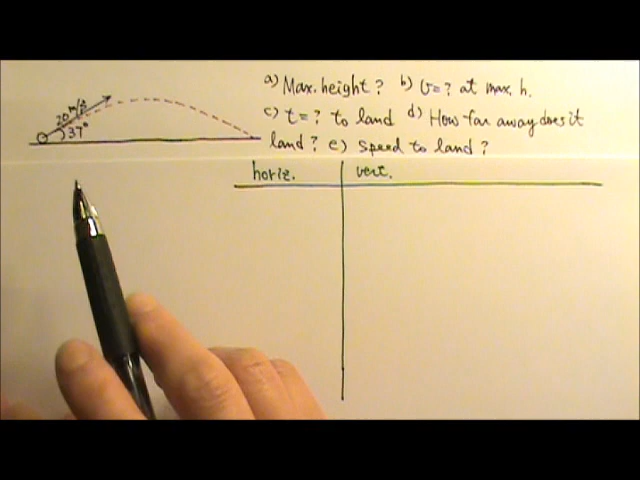 a) Max. height? b) v=? at max. h.
20 m/s
c) t=? to land d) How far away does it
37°
land? e) speed to land?
horiz. vert.